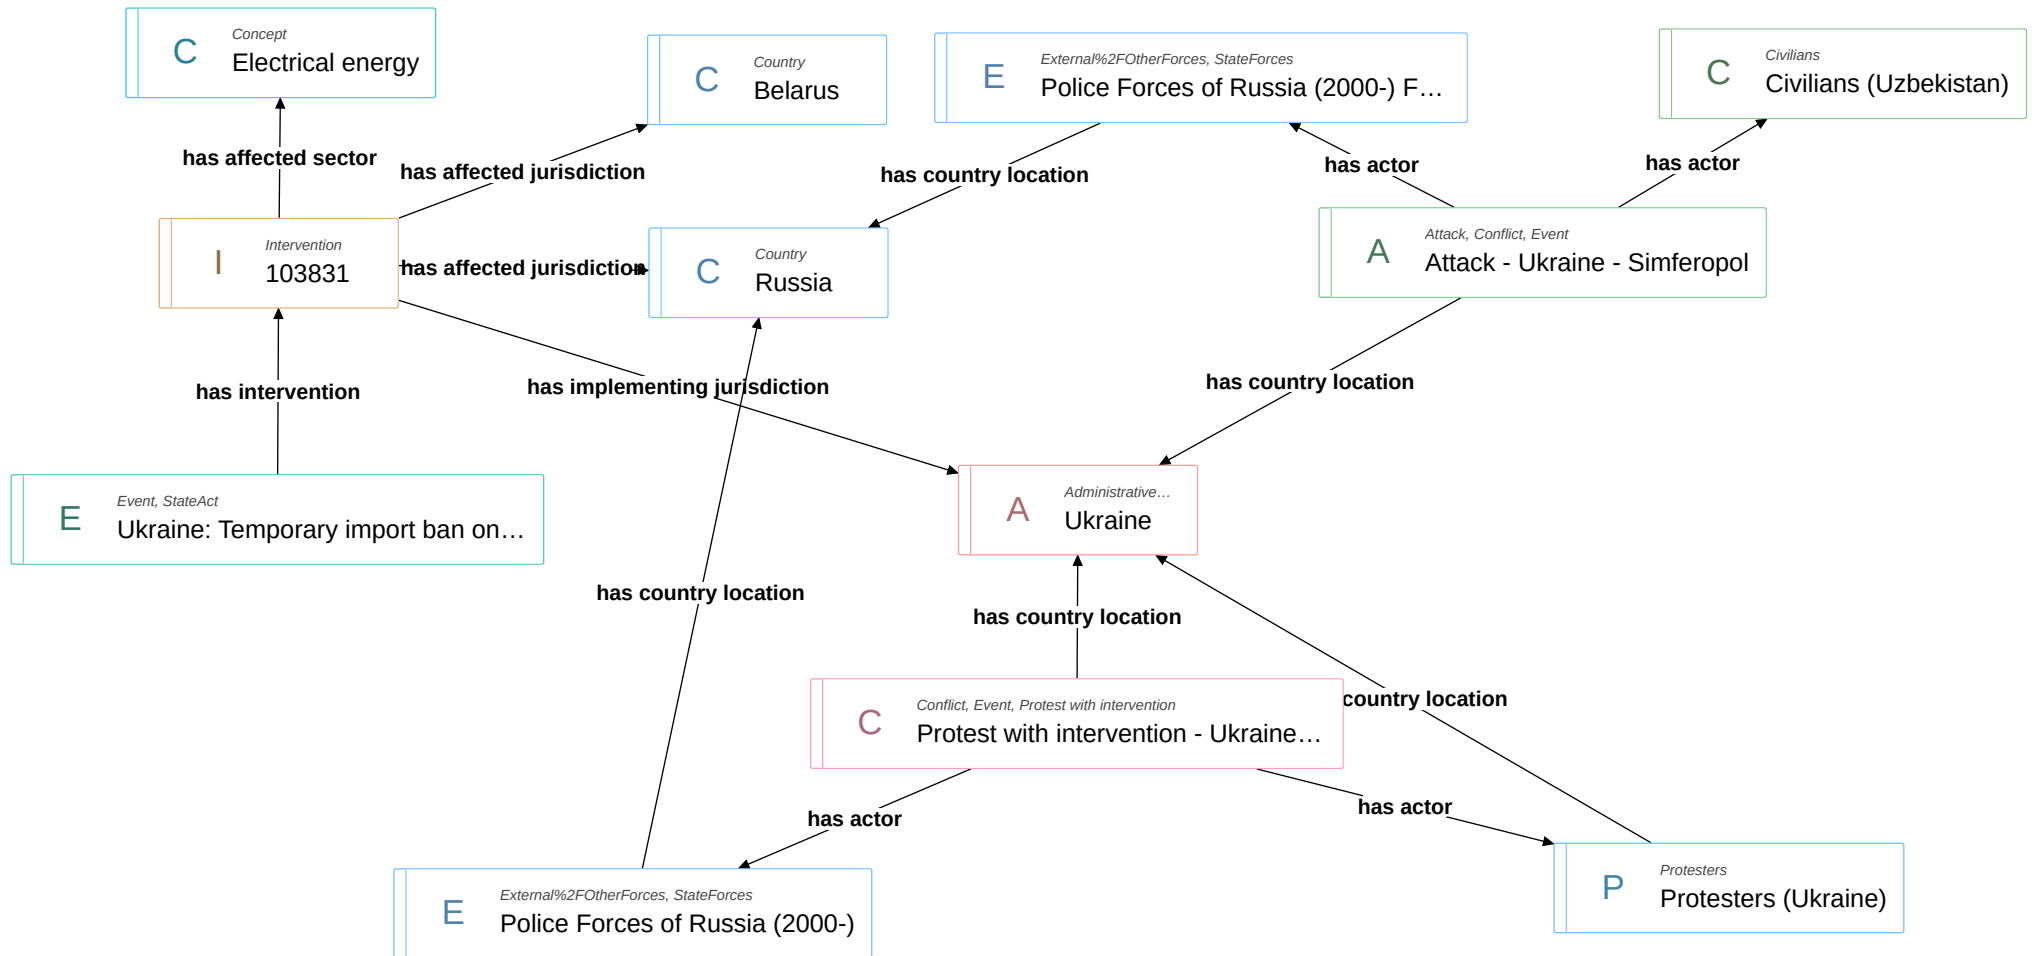 C
Concept
Electrical energy
C
Country
Belarus
E
External%2FOtherForces, StateForces
Police Forces of Russia (2000-) F…
C
Civilians
Civilians (Uzbekistan)
has affected sector
has affected jurisdiction
has country location
has actor
has actor
I
Intervention
103831
has affected jurisdiction
C
Country
Russia
A
Attack, Conflict, Event
Attack - Ukraine - Simferopol
has intervention
has implementing jurisdiction
has country location
E
Event, StateAct
Ukraine: Temporary import ban on…
A
Administrative…
Ukraine
has country location
has country location
country location
C
Conflict, Event, Protest with intervention
Protest with intervention - Ukraine…
has actor
has actor
E
External%2FOtherForces, StateForces
Police Forces of Russia (2000-)
P
Protesters
Protesters (Ukraine)